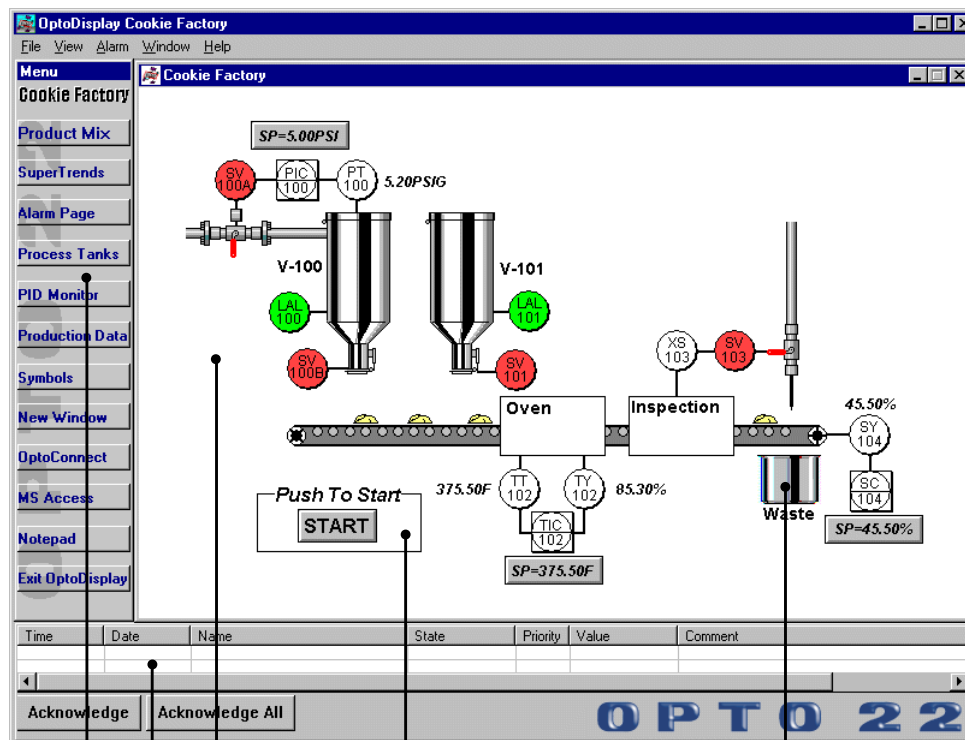 OptoDisplay Cookie Factory
File View Alarm Window Help
Menu
Cookie Factory
Product Mix
SuperTrends
Alarm Page
Process Tanks
PID Monitor
Production Data
Symbols
New Window
OptoConnect
MS Access
Notepad
Exit OptoDisplay
OPTO 22
Cookie Factory
SP=5.00PSI
SV
100A
PIC
100
PT
100
5.20PSIG
V-100
V-101
LAL
100
LAL
101
SV
100B
SV
101
XS
103
SV
103
Oven
Inspection
45.50%
SY
104
375.50F
TT
102
TY
102
85.30%
SC
104
Waste
Push To Start
START
TIC
102
SP=45.50%
SP=375.50F
Time Date Name State Priority Value Comment
Acknowledge Acknowledge All OPTO 22